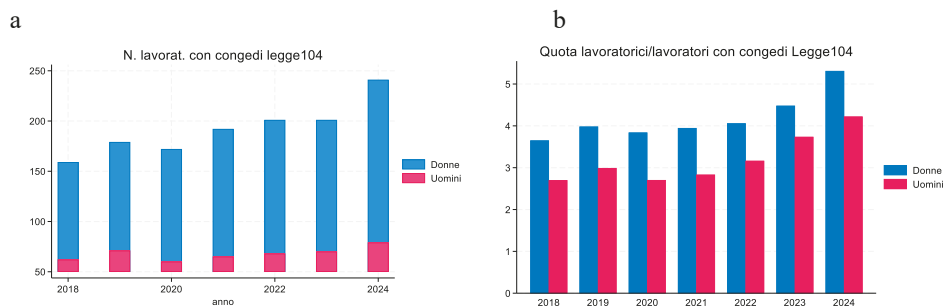 a
b
N. lavorat. con congedi legge104
250
200
150
100
50
2018
2020
2022
2024
anno
Donne
Uomini
Quota lavoratorici/lavoratori con congedi Legge104
5
4
3
2
1
0
2018
2019
2020
2021
2022
2023
2024
Donne
Uomini